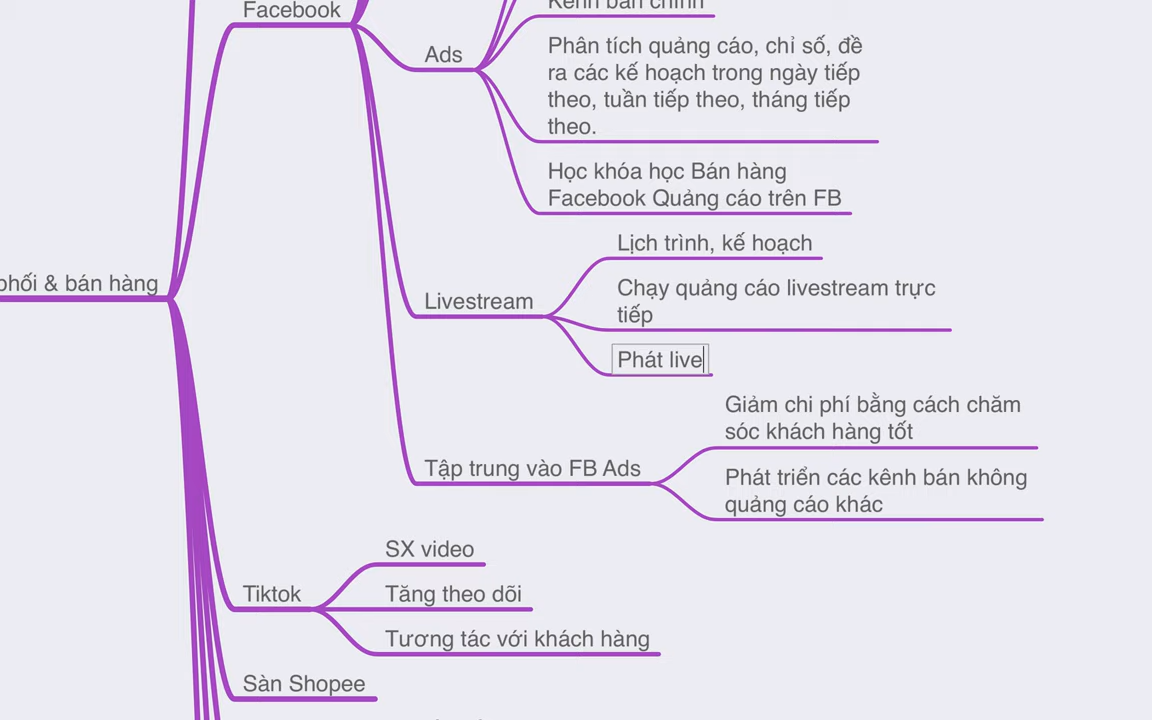 Facebook
Kênh bán chính
Ads
Phân tích quảng cáo, chỉ số, đề
ra các kế hoạch trong ngày tiếp
theo, tuần tiếp theo, tháng tiếp
theo.
Học khóa học Bán hàng
Facebook Quảng cáo trên FB
phối & bán hàng
Livestream
Lịch trình, kế hoạch
Chạy quảng cáo livestream trực
tiếp
Phát live
Tập trung vào FB Ads
Giảm chi phí bằng cách chăm
sóc khách hàng tốt
Phát triển các kênh bán không
quảng cáo khác
Tiktok
SX video
Tăng theo dõi
Tương tác với khách hàng
Sàn Shopee